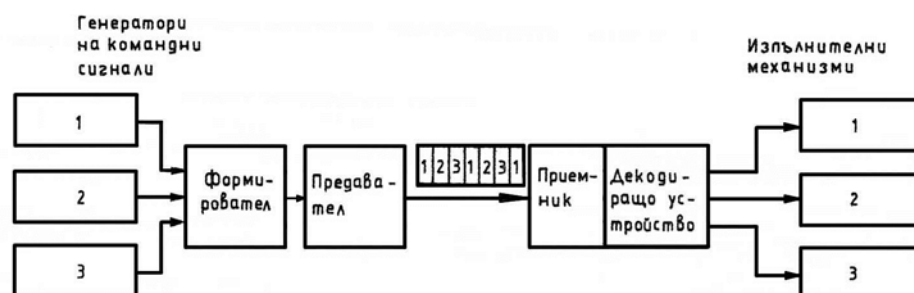 Генератори
на командни
сигнали
1
2
3
Форми-
ровател
Предава-
тел
1 2 3 1 2 3 1
Прием-
ник
Декоди-
ращо ус-
тройство
Изпълнителни
механизми
1
2
3